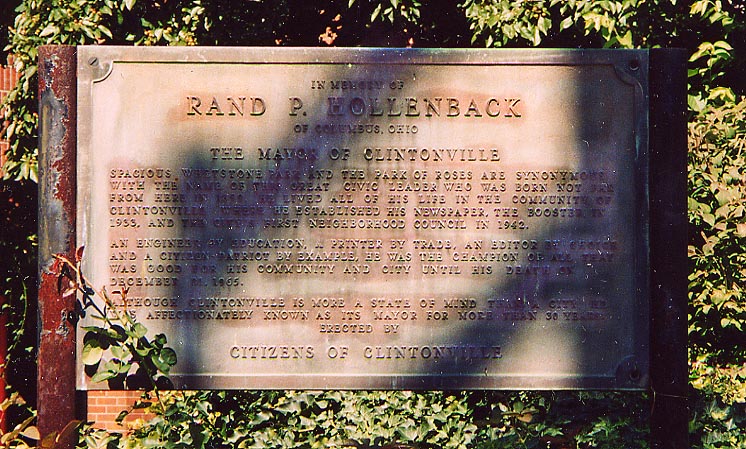 IN MEMORY OF
RAND P. HOLLENBACK
OF COLUMBUS, OHIO
THE MAYOR OF CLINTONVILLE
SPACIOUS WHETSTONE PARK AND THE PARK OF ROSES ARE SYNONYMOUS
WITH THE NAME OF THIS GREAT CIVIC LEADER WHO WAS BORN NOT FAR
FROM HERE IN HE LIVED ALL OF HIS LIFE IN THE COMMUNITY OF
CLINTONVILLE, WHERE HE ESTABLISHED HIS NEWSPAPER, THE BOOSTER, IN
1933, AND THE CITY'S FIRST NEIGHBORHOOD COUNCIL IN 1942.
AN ENGINEER BY EDUCATION, A PRINTER BY TRADE, AN EDITOR BY CHOICE
AND A CITIZEN-PATRIOT BY EXAMPLE, HE WAS THE CHAMPION OF ALL THAT
WAS GOOD FOR HIS COMMUNITY AND CITY UNTIL HIS DEATH ON
DECEMBER 1965.
ALTHOUGH CLINTONVILLE IS MORE A STATE OF MIND THAN A CITY, HE
WAS AFFECTIONATELY KNOWN AS ITS MAYOR FOR MORE THAN 30 YEARS.
ERECTED BY
CITIZENS OF CLINTONVILLE